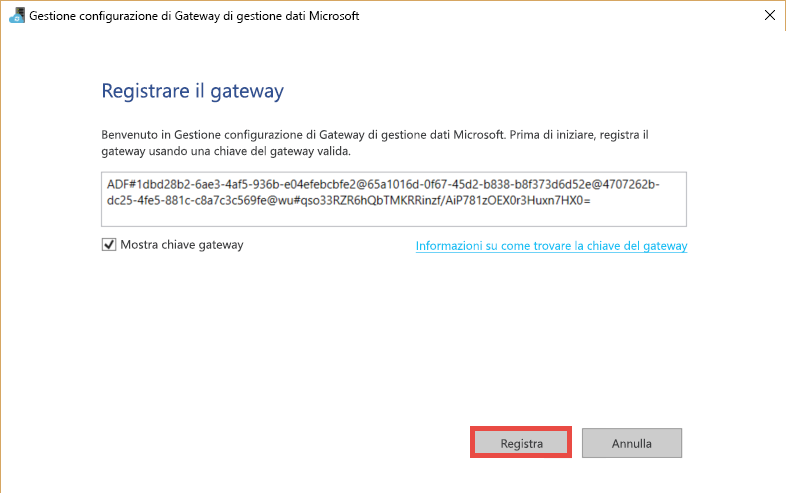 Gestione configurazione di Gateway di gestione dati Microsoft
Registrare il gateway
Benvenuto in Gestione configurazione di Gateway di gestione dati Microsoft. Prima di iniziare, registra il
gateway usando una chiave del gateway valida.
ADF#1dbd28b2-6ae3-4af5-936b-e04efebcbfe2@65a1016d-0f67-45d2-b838-b8f373d6d52e@4707262b-
dc25-4fe5-881c-c8a7c3c569fe@wu#qso33RZR6hQbTMKRRinzf/AiP781zOEX0r3Huxn7HX0=
Mostra chiave gateway
Informazioni su come trovare la chiave del gateway
Registra
Annulla